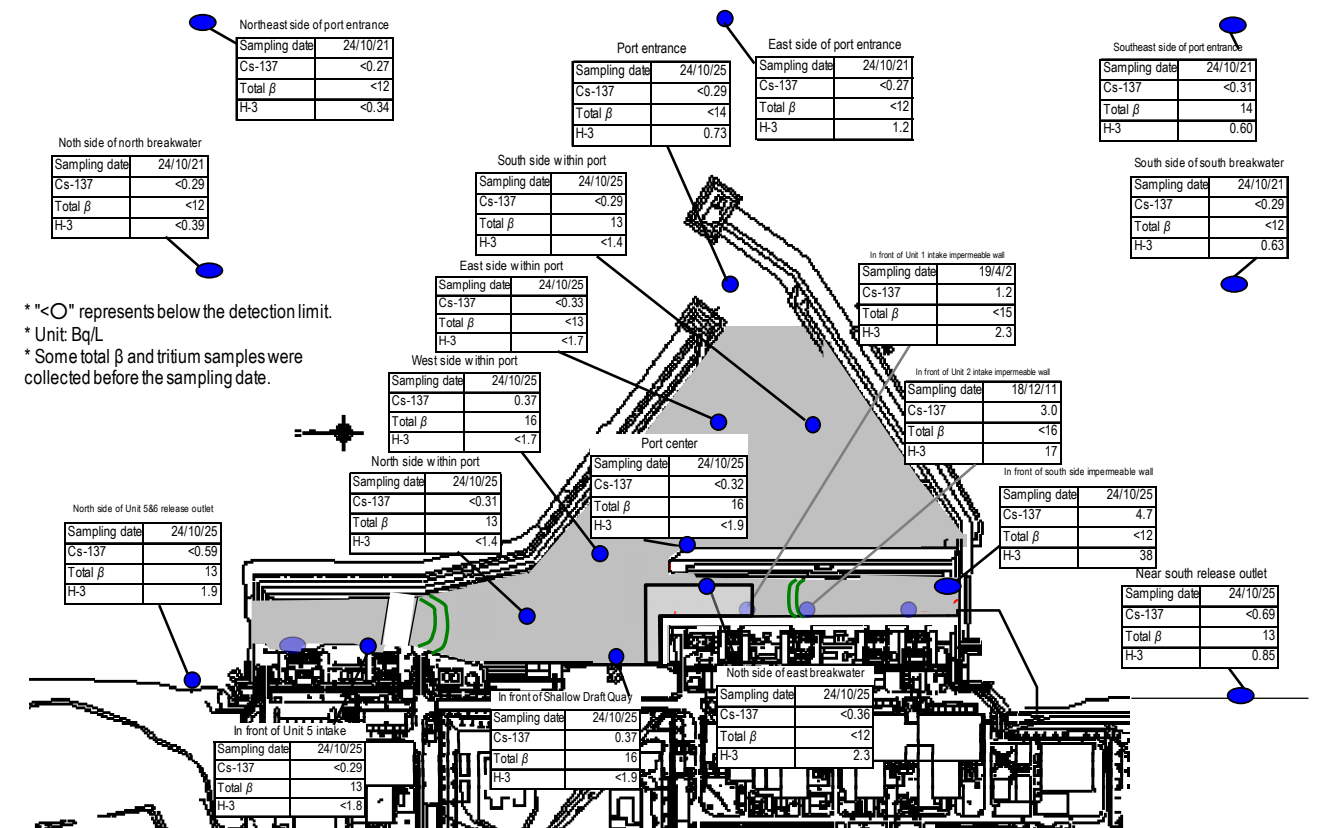 Northeast side of port entrance
Sampling date 24/10/21
Cs-137 <0.27
Total β <12
H-3 <0.34
Port entrance
Sampling date 24/10/25
Cs-137 <0.29
Total β <14
H-3 0.73
East side of port entrance
Sampling date 24/10/21
Cs-137 <0.27
Total β <12
H-3 1.2
Southeast side of port entrance
Sampling date 24/10/21
Cs-137 <0.31
Total β 14
H-3 0.60
Noth side of north breakwater
Sampling date 24/10/21
Cs-137 <0.29
Total β <12
H-3 <0.39
South side within port
Sampling date 24/10/25
Cs-137 <0.29
Total β 13
H-3 <1.4
South side of south breakwater
Sampling date 24/10/21
Cs-137 <0.29
Total β <12
H-3 0.63
East side within port
Sampling date 24/10/25
Cs-137 <0.33
Total β <13
H-3 <1.7
In front of Unit 1 intake impermeable wall
Sampling date 19/4/2
Cs-137 1.2
Total β <15
H-3 2.3
* "<○" represents below the detection limit.
* Unit: Bq/L
* Some total β and tritium samples were
collected before the sampling date.
West side within port
Sampling date 24/10/25
Cs-137 0.37
Total β 16
H-3 <1.7
In front of Unit 2 intake impermeable wall
Sampling date 18/12/11
Cs-137 3.0
Total β <16
H-3 17
Port center
Sampling date 24/10/25
Cs-137 <0.32
Total β 16
H-3 <1.9
North side within port
Sampling date 24/10/25
Cs-137 <0.31
Total β 13
H-3 <1.4
In front of south side impermeable wall
Sampling date 24/10/25
Cs-137 4.7
Total β <12
H-3 38
North side of Unit 5&6 release outlet
Sampling date 24/10/25
Cs-137 <0.59
Total β 13
H-3 1.9
Near south release outlet
Sampling date 24/10/25
Cs-137 <0.69
Total β 13
H-3 0.85
Noth side of east breakwater
Sampling date 24/10/25
Cs-137 <0.36
Total β <12
H-3 2.3
In front of Shallow Draft Quay
Sampling date 24/10/25
Cs-137 0.37
Total β 16
H-3 <1.9
In front of Unit 5 intake
Sampling date 24/10/25
Cs-137 <0.29
Total β 13
H-3 <1.8